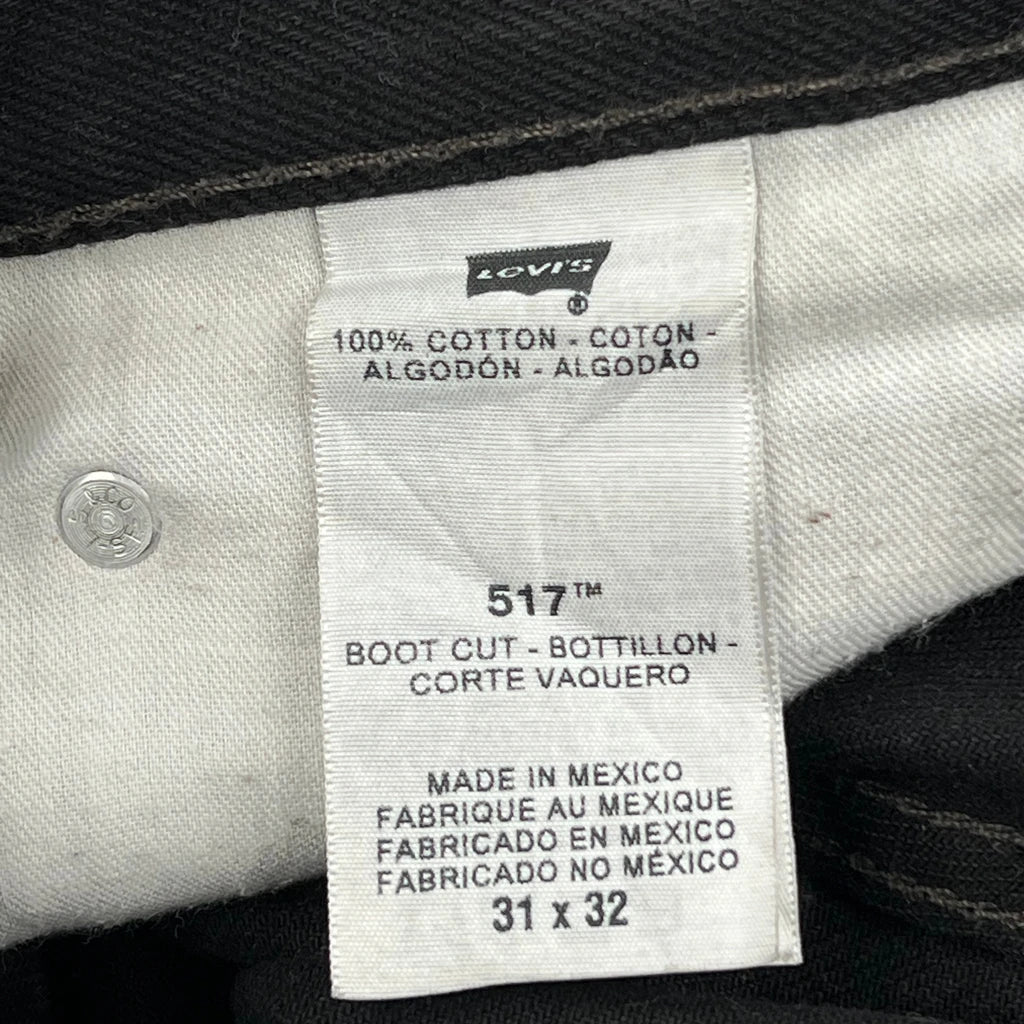 LEVI'S
®
100% COTTON - COTON -
ALGODÓN - ALGODÃO
517™
BOOT CUT - BOTTILLON -
CORTE VAQUERO
MADE IN MEXICO
FABRIQUE AU MEXIQUE
FABRICADO EN MEXICO
FABRICADO NO MÉXICO
31 x 32